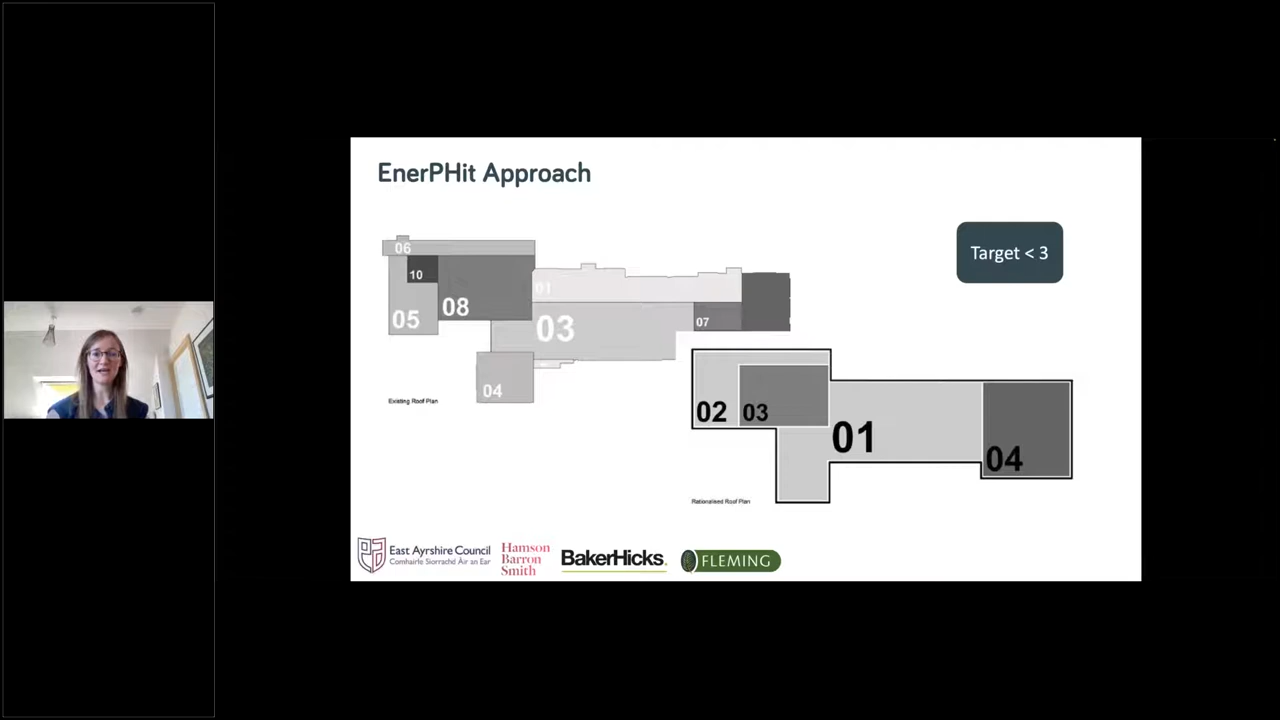 EnerPHit Approach
Target < 3
06
10
05
08
01
03
07
04
Existing Roof Plan
02
03
01
04
Rationalised Roof Plan
East Ayrshire Council
Comhairle Siorrachd Àir an Ear
Hamson
Barron
Smith
BakerHicks.
FLEMING